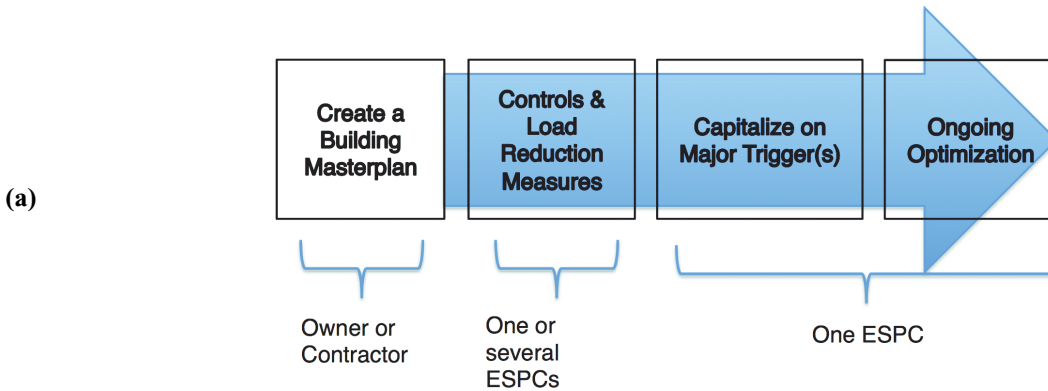 Create a
Building
Masterplan
Controls &
Load
Reduction
Measures
Capitalize on
Major Trigger(s)
Ongoing
Optimization
(a)
Owner or
Contractor
One or
several
ESPCs
One ESPC